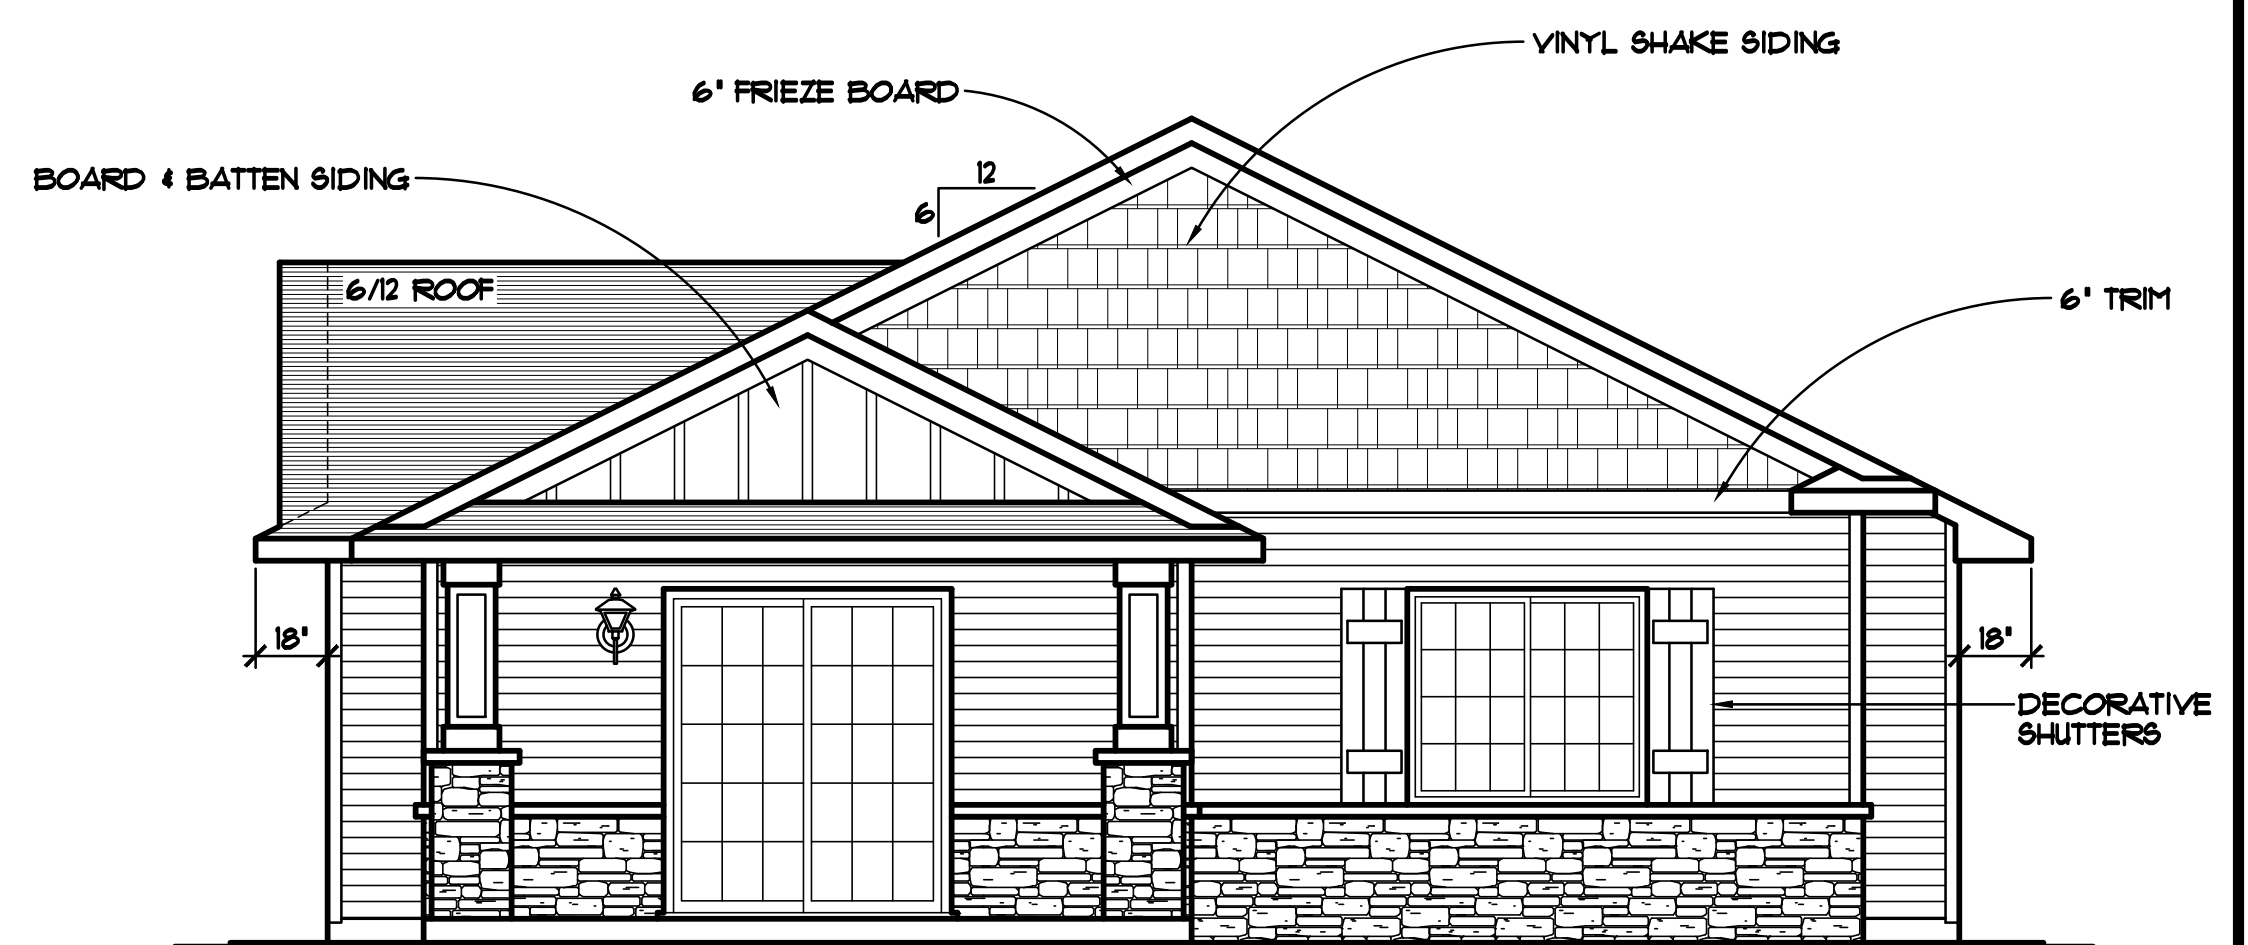 VINYL SHAKE SIDING
6" FRIEZE BOARD
12
6
BOARD & BATTEN SIDING
6/12 ROOF
6" TRIM
18"
18"
DECORATIVE
SHUTTERS